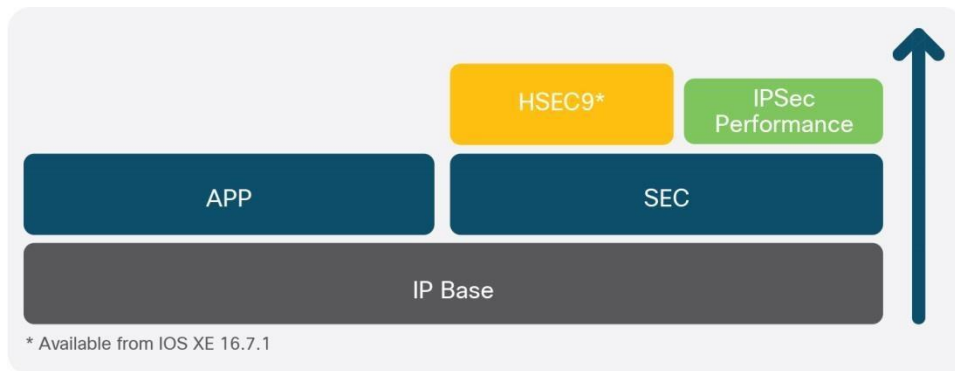 HSEC9*
IPSec
Performance
APP
SEC
IP Base
* Available from IOS XE 16.7.1